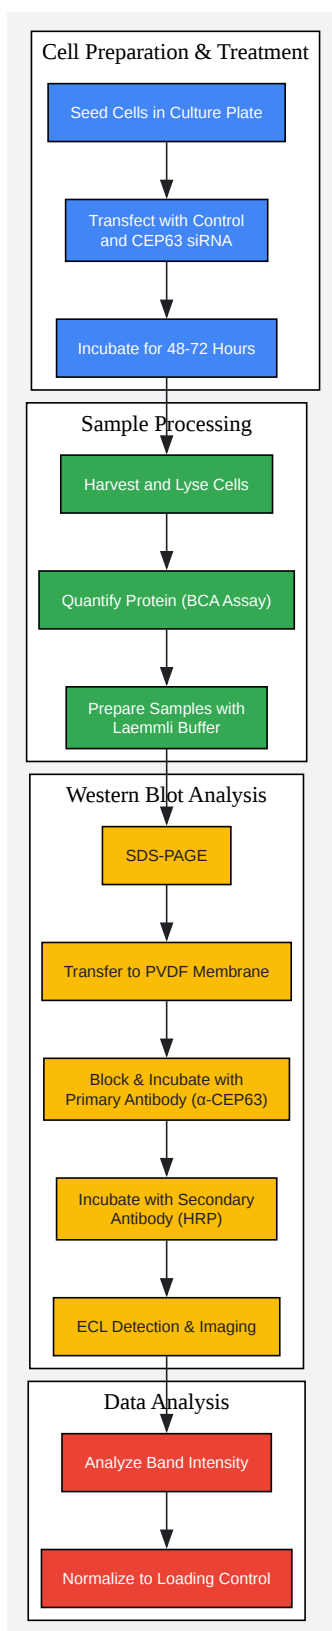 Cell Preparation & Treatment
Seed Cells in Culture Plate
Transfect with Control
and CEP63 siRNA
Incubate for 48-72 Hours
Sample Processing
Harvest and Lyse Cells
Quantify Protein (BCA Assay)
Prepare Samples with
Laemmli Buffer
Western Blot Analysis
SDS-PAGE
Transfer to PVDF Membrane
Block & Incubate with
Primary Antibody (α-CEP63)
Incubate with Secondary
Antibody (HRP)
ECL Detection & Imaging
Data Analysis
Analyze Band Intensity
Normalize to Loading Control